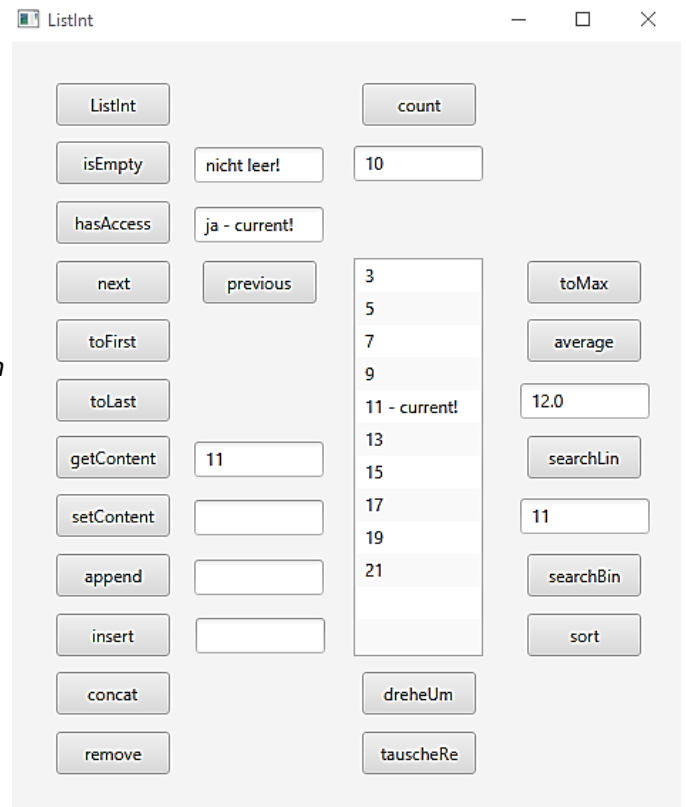 ListInt
ListInt
count
isEmpty
nicht leer!
10
hasAccess
ja - current!
next
previous
3
5
7
9
11 - current!
13
15
17
19
21
toMax
toFirst
average
toLast
12.0
getContent
11
searchLin
setContent
11
append
searchBin
insert
sort
concat
dreheUm
remove
tauscheRe